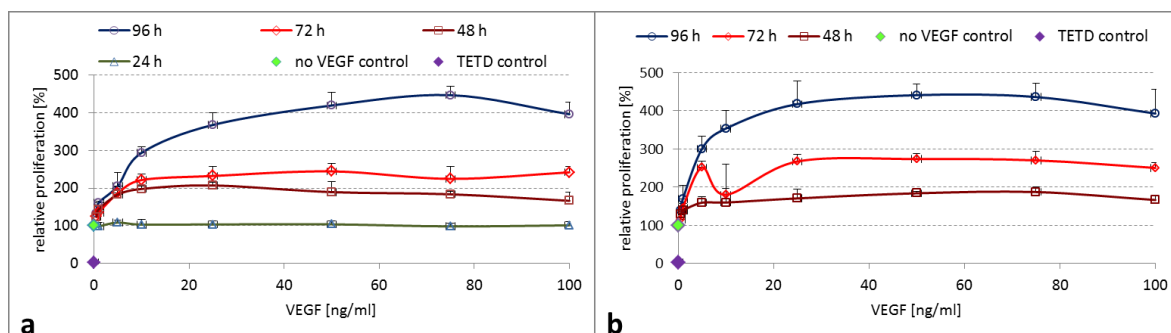 96 h 72 h 48 h
24 h no VEGF control TETD control
500
400
300
200
100
0
0 20 40 60 80 100
relative proliferation [%]
VEGF [ng/ml]
a
96 h 72 h 48 h no VEGF control TETD control
500
400
300
200
100
0
0 20 40 60 80 100
relative proliferation [%]
VEGF [ng/ml]
b